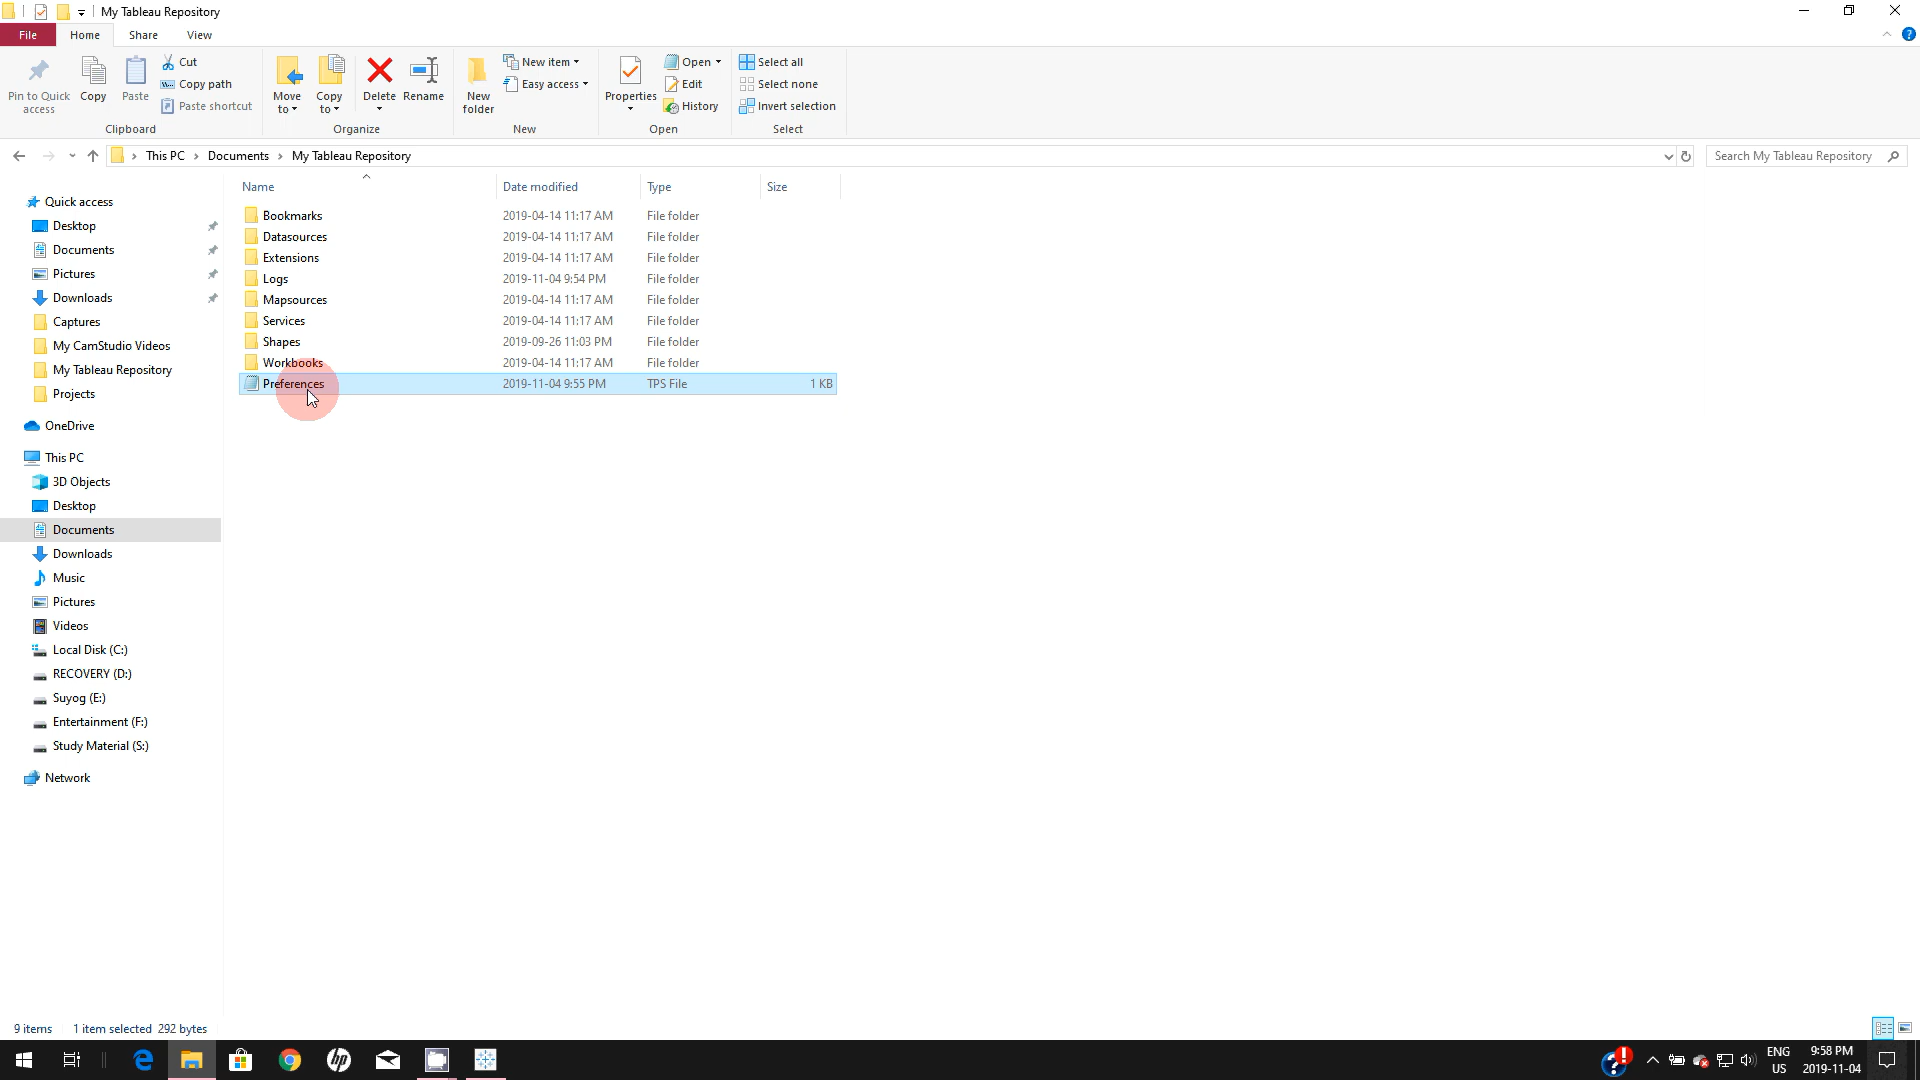 My Tableau Repository
File Home Share View
Pin to Quick access
Copy
Paste
Cut
Copy path
Paste shortcut
Clipboard
Move to
Copy to
Delete
Rename
Organize
New folder
New item
Easy access
New
Properties
Open
Edit
History
Open
Select all
Select none
Invert selection
Select
This PC > Documents > My Tableau Repository
Search My Tableau Repository
Quick access
Desktop
Documents
Pictures
Downloads
Captures
My CamStudio Videos
My Tableau Repository
Projects
OneDrive
This PC
3D Objects
Desktop
Documents
Downloads
Music
Pictures
Videos
Local Disk (C:)
RECOVERY (D:)
Suyog (E:)
Entertainment (F:)
Study Material (S:)
Network
Name Date modified Type Size
Bookmarks 2019-04-14 11:17 AM File folder
Datasources 2019-04-14 11:17 AM File folder
Extensions 2019-04-14 11:17 AM File folder
Logs 2019-11-04 9:54 PM File folder
Mapsources 2019-04-14 11:17 AM File folder
Services 2019-04-14 11:17 AM File folder
Shapes 2019-09-26 11:03 PM File folder
Workbooks 2019-04-14 11:17 AM File folder
Preferences 2019-11-04 9:55 PM TPS File 1 KB
9 items 1 item selected 292 bytes
hp
ENG
US
9:58 PM
2019-11-04